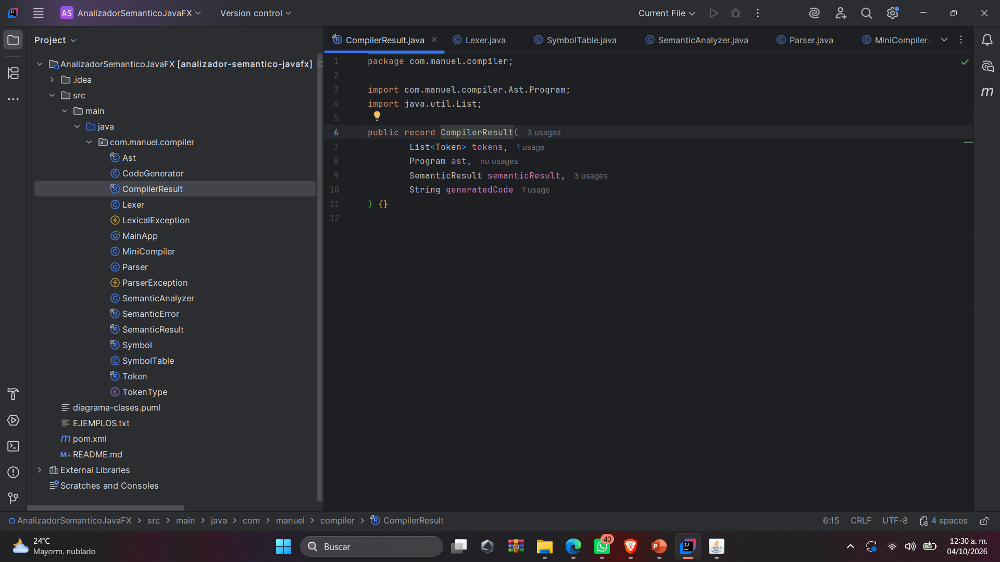 AS AnalizadorSemanticoJavaFX
Version control
Current File
Project
CompilerResult.java
Lexer.java
SymbolTable.java
SemanticAnalyzer.java
Parser.java
MiniCompiler.
AnalizadorSemanticoJavaFX [analizador-semantico-javafx]
.idea
src
main
java
com.manuel.compiler
Ast
CodeGenerator
CompilerResult
Lexer
LexicalException
MainApp
MiniCompiler
Parser
ParserException
SemanticAnalyzer
SemanticError
SemanticResult
Symbol
SymbolTable
Token
TokenType
diagrama-clases.puml
EJEMPLOS.txt
pom.xml
README.md
External Libraries
Scratches and Consoles
1 package com.manuel.compiler;
2
3 import com.manuel.compiler.Ast.Program;
4 import java.util.List;
5
6 public record CompilerResult( 3 usages
7 List<Token> tokens, 1 usage
8 Program ast, no usages
9 SemanticResult semanticResult, 3 usages
10 String generatedCode 1 usage
11 ) {}
12
AnalizadorSemanticoJavaFX > src > main > java > com > manuel > compiler > CompilerResult
6:15 CRLF UTF-8 4 spaces
24°C
Mayorm. nublado
Buscar
40
12:30 a. m.
04/10/2026